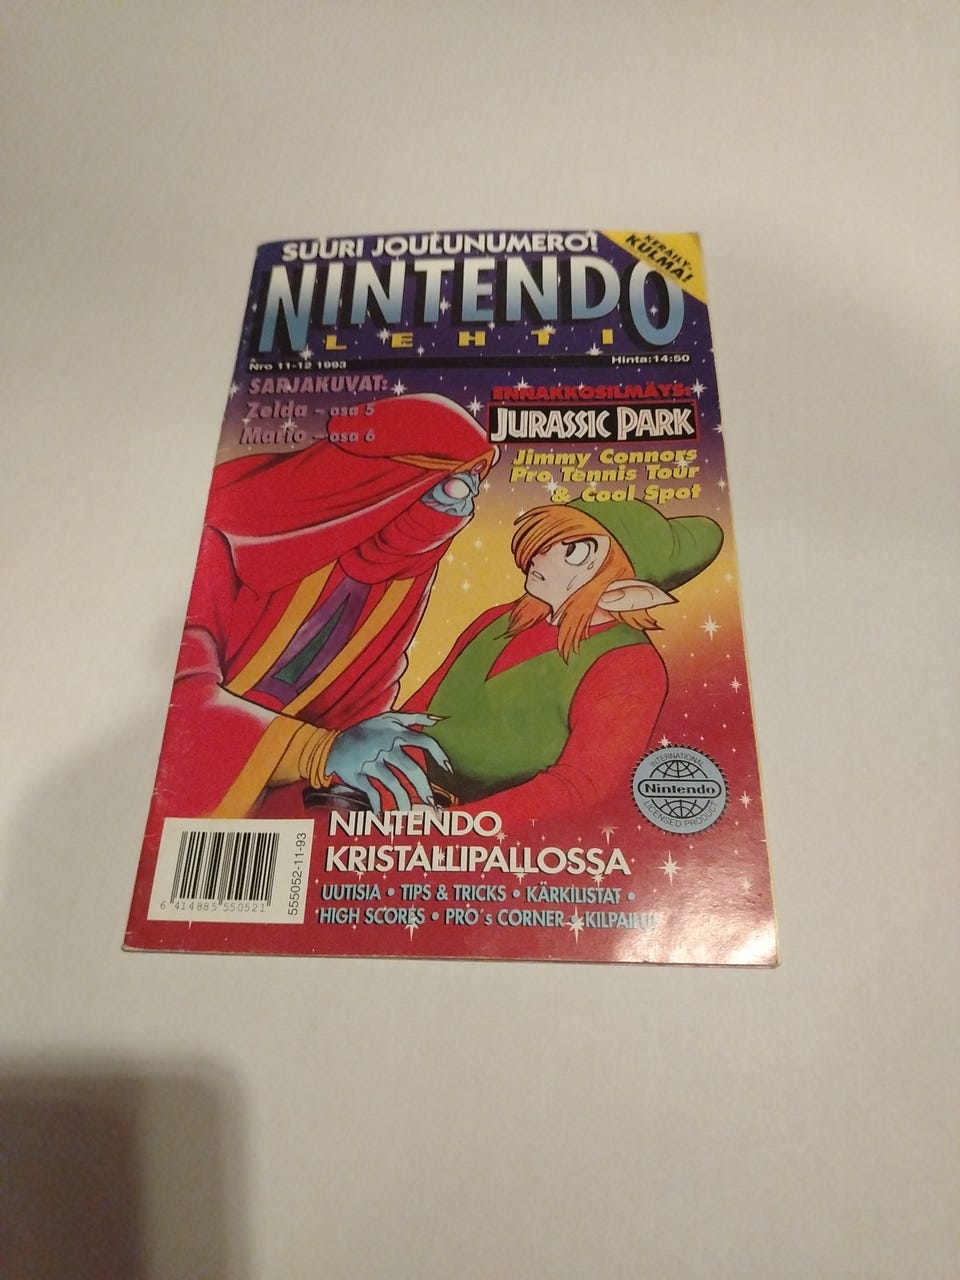 SUURI JOULUNUMERO!
KERÄILY-
KULMA!
NINTENDO
LEHTI
Nro 11-12 1993
Hinta:14:50
SARJAKUVAT:
Zelda - osa 5
Mario - osa 6
ENNAKKOSILMÄYS:
JURASSIC PARK
Jimmy Connors
Pro Tennis Tour
& Cool Spot
INTERNATIONAL
Nintendo
LICENSED PRODUCT
NINTENDO
KRISTALLIPALLOSSA
UUTISIA • TIPS & TRICKS • KÄRKILISTAT •
HIGH SCORES • PRO´s CORNER • KILPAILU
6 414885 550521
555052-11-93